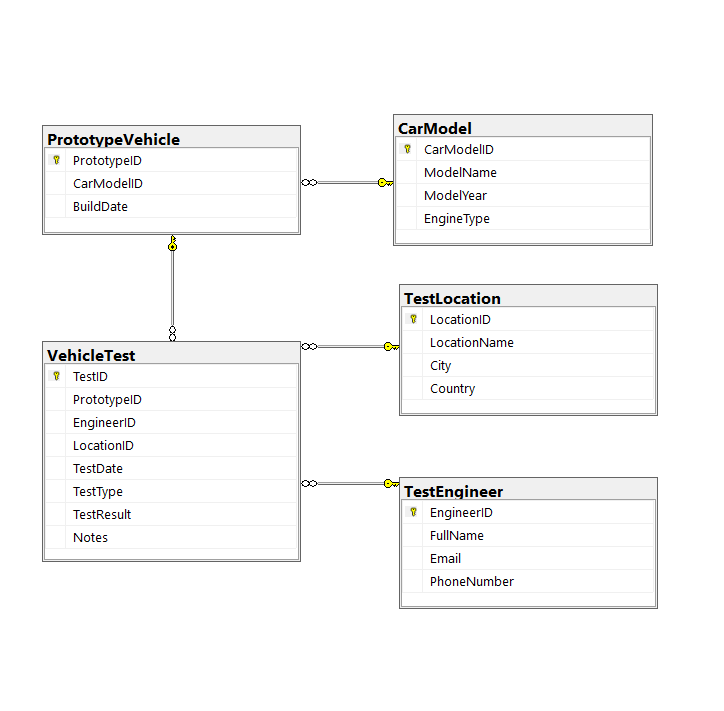 PrototypeVehicle
PrototypeID
CarModelID
BuildDate
CarModel
CarModelID
ModelName
ModelYear
EngineType
TestLocation
LocationID
LocationName
City
Country
VehicleTest
TestID
PrototypeID
EngineerID
LocationID
TestDate
TestType
TestResult
Notes
TestEngineer
EngineerID
FullName
Email
PhoneNumber